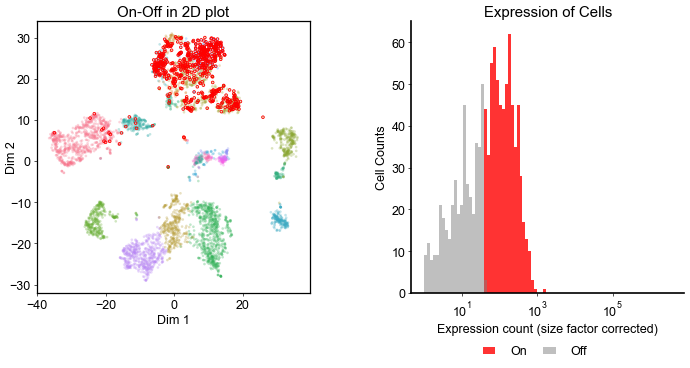 On-Off in 2D plot
30
20
10
0
−10
−20
−30
−40
−20
0
20
Dim 2
Dim 1
Expression of Cells
60
50
40
30
20
10
0
10^1
10^3
10^5
Cell Counts
Expression count (size factor corrected)
On
Off